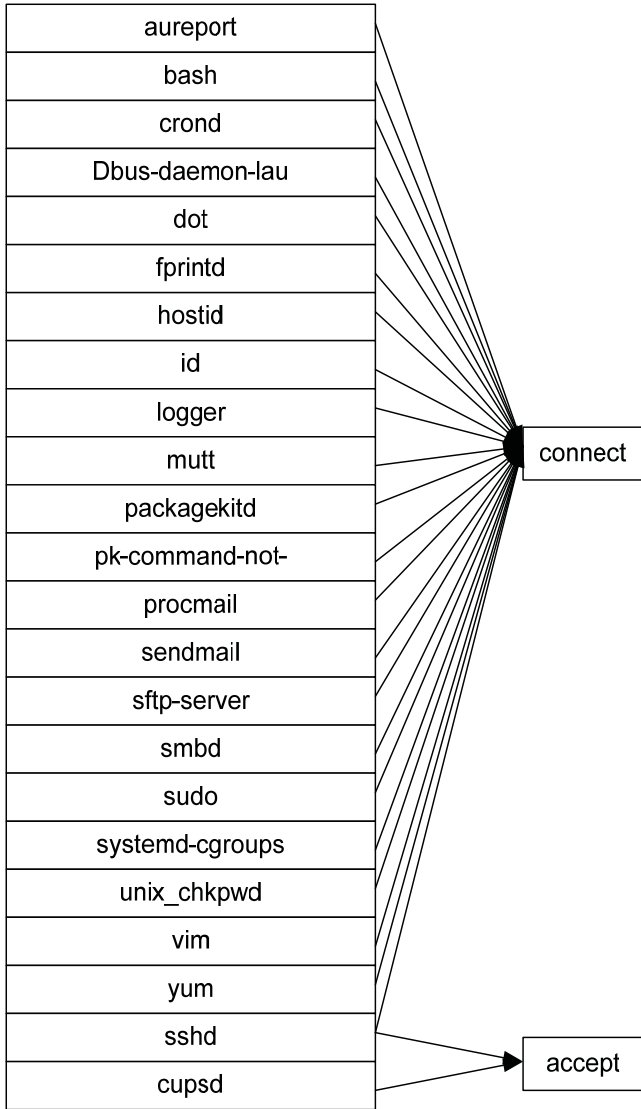 aureport
bash
crond
Dbus-daemon-lau
dot
fprintd
hostid
id
logger
mutt
packagekitd
pk-command-not-
procmail
sendmail
sftp-server
smbd
sudo
systemd-cgroups
unix_chkpwd
vim
yum
sshd
cupsd
connect
accept